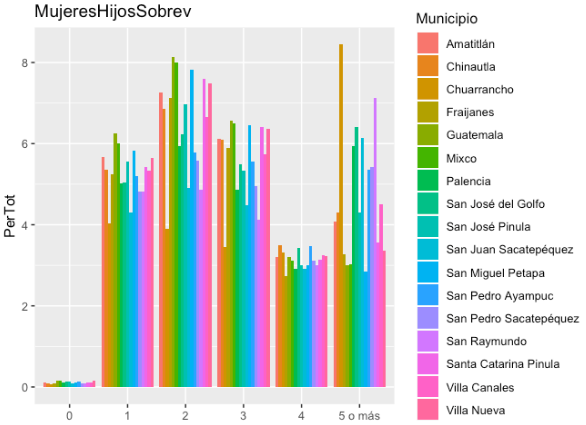 MujeresHijosSobrev
PerTot
8
6
4
2
0
0 1 2 3 4 5 o más
Municipio
Amatitlán
Chinautla
Chuarrancho
Fraijanes
Guatemala
Mixco
Palencia
San José del Golfo
San José Pinula
San Juan Sacatepéquez
San Miguel Petapa
San Pedro Ayampuc
San Pedro Sacatepéquez
San Raymundo
Santa Catarina Pinula
Villa Canales
Villa Nueva